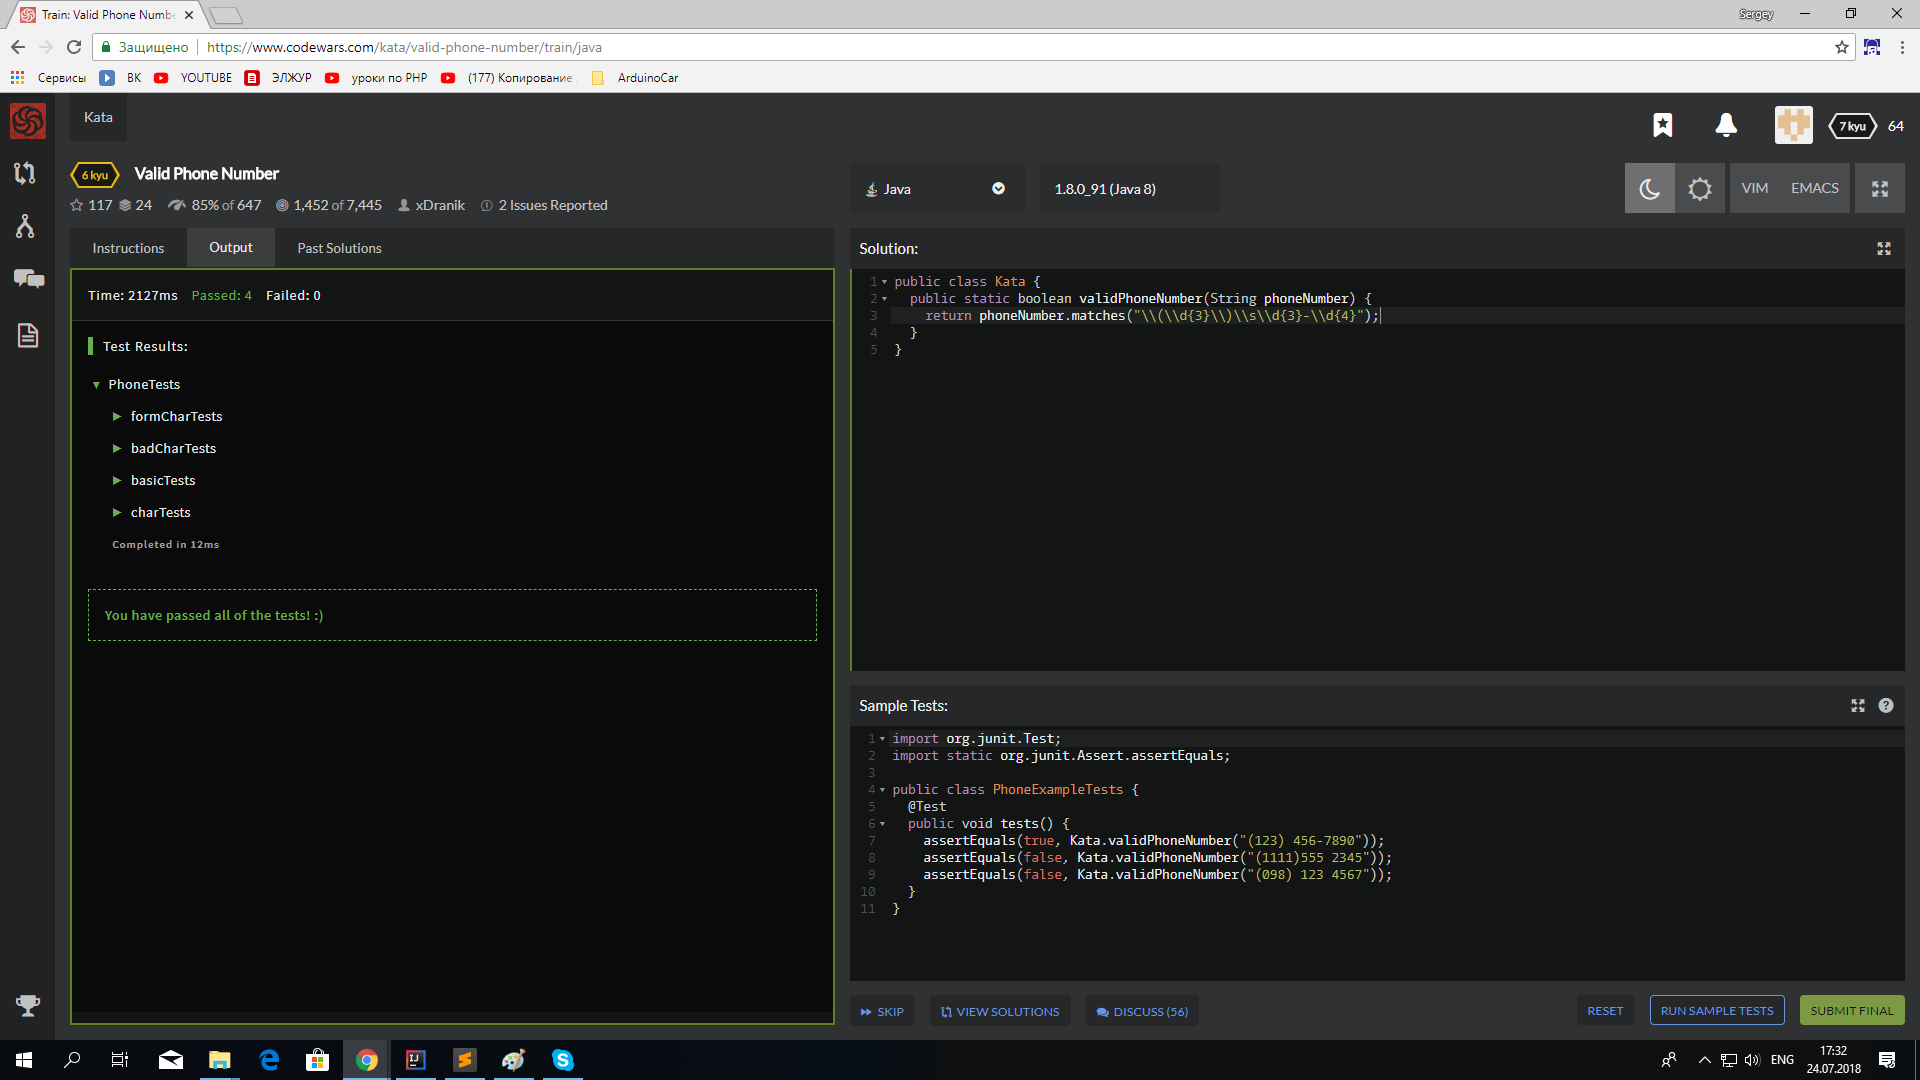 Train: Valid Phone Numbe
Sergey
Защищено https://www.codewars.com/kata/valid-phone-number/train/java
Сервисы ВК YOUTUBE ЭЛЖУР уроки по PHP (177) Копирование ArduinoCar
Kata
7 kyu 64
6 kyu Valid Phone Number
117 24 85% of 647 1,452 of 7,445 xDranik 2 Issues Reported
Java 1.8.0_91 (Java 8) VIM EMACS
Instructions Output Past Solutions
Time: 2127ms Passed: 4 Failed: 0
Test Results:
PhoneTests
formCharTests
badCharTests
basicTests
charTests
Completed in 12ms
You have passed all of the tests! :)
Solution:
1 public class Kata {
2 public static boolean validPhoneNumber(String phoneNumber) {
3 return phoneNumber.matches("\\(\\d{3}\\)\\s\\d{3}-\\d{4}");
4 }
5 }
Sample Tests:
1 import org.junit.Test;
2 import static org.junit.Assert.assertEquals;
3
4 public class PhoneExampleTests {
5 @Test
6 public void tests() {
7 assertEquals(true, Kata.validPhoneNumber("(123) 456-7890"));
8 assertEquals(false, Kata.validPhoneNumber("(1111)555 2345"));
9 assertEquals(false, Kata.validPhoneNumber("(098) 123 4567"));
10 }
11 }
SKIP VIEW SOLUTIONS DISCUSS (56) RESET RUN SAMPLE TESTS SUBMIT FINAL
ENG 17:32
24.07.2018